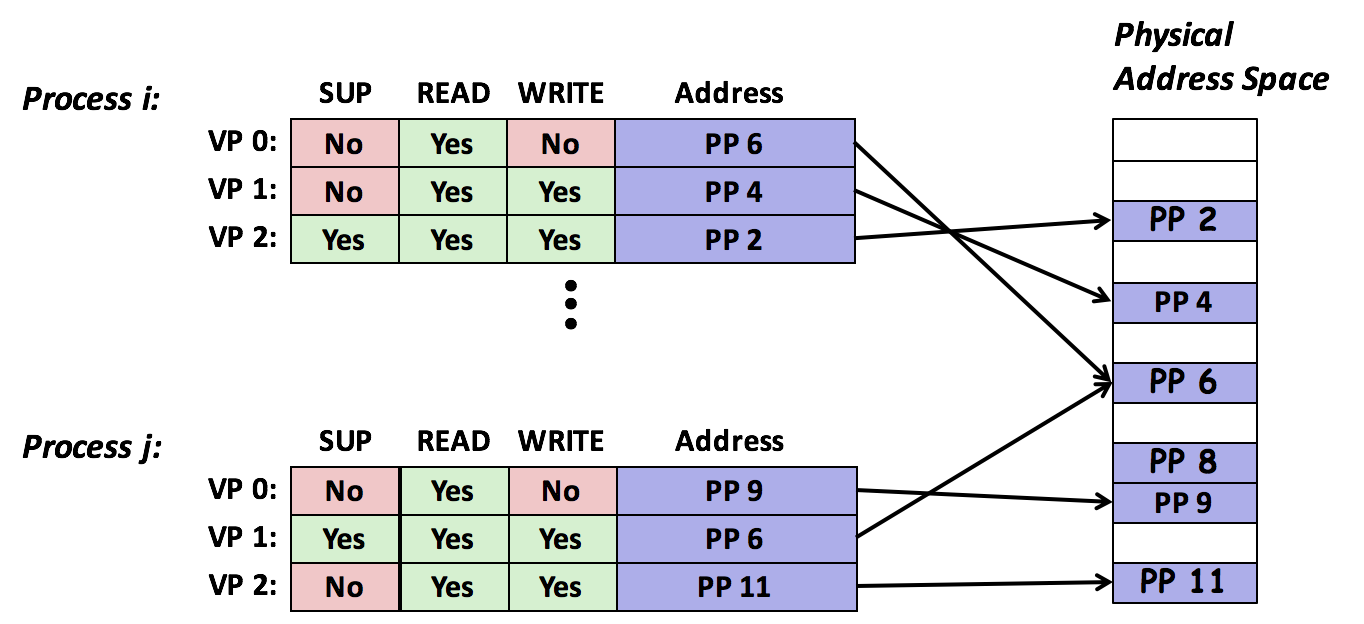 Physical
Address Space
Process i:
SUP READ WRITE Address
VP 0: No Yes No PP 6
VP 1: No Yes Yes PP 4
VP 2: Yes Yes Yes PP 2
PP 2
PP 4
PP 6
PP 8
PP 9
PP 11
Process j:
SUP READ WRITE Address
VP 0: No Yes No PP 9
VP 1: Yes Yes Yes PP 6
VP 2: No Yes Yes PP 11